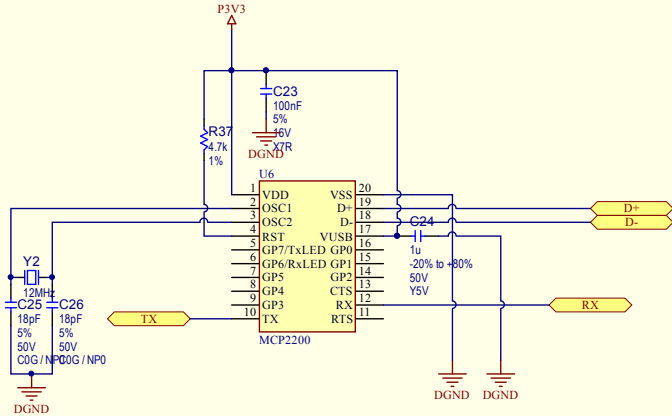 P3V3
C23
100nF
5%
16V
X7R
DGND
R37
4.7k
1%
U6
1 VDD
2 OSC1
3 OSC2
4 RST
5 GP7/TxLED
6 GP6/RxLED
7 GP5
8 GP4
9 GP3
10 TX
VSS 20
D+ 19
D- 18
VUSB 17
GP0 16
GP1 15
GP2 14
CTS 13
RX 12
RTS 11
MCP2200
D+
D-
C24
1u
-20% to +80%
50V
Y5V
Y2
12MHz
C25
18pF
5%
50V
C0G / NP0
C26
18pF
5%
50V
C0G / NP0
TX
RX
DGND
DGND
DGND